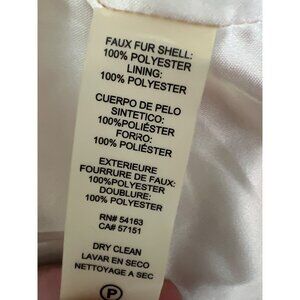 FAUX FUR SHELL:
100% POLYESTER
LINING:
100% POLYESTER
CUERPO DE PELO
SINTETICO:
100%POLIÉSTER
FORRO:
100% POLIÉSTER
EXTERIEURE
FOURRURE DE FAUX:
100%POLYESTER
DOUBLURE:
100% POLYESTER
RN# 54163
CA# 57151
DRY CLEAN
LAVAR EN SECO
NETTOYAGE A SEC
P